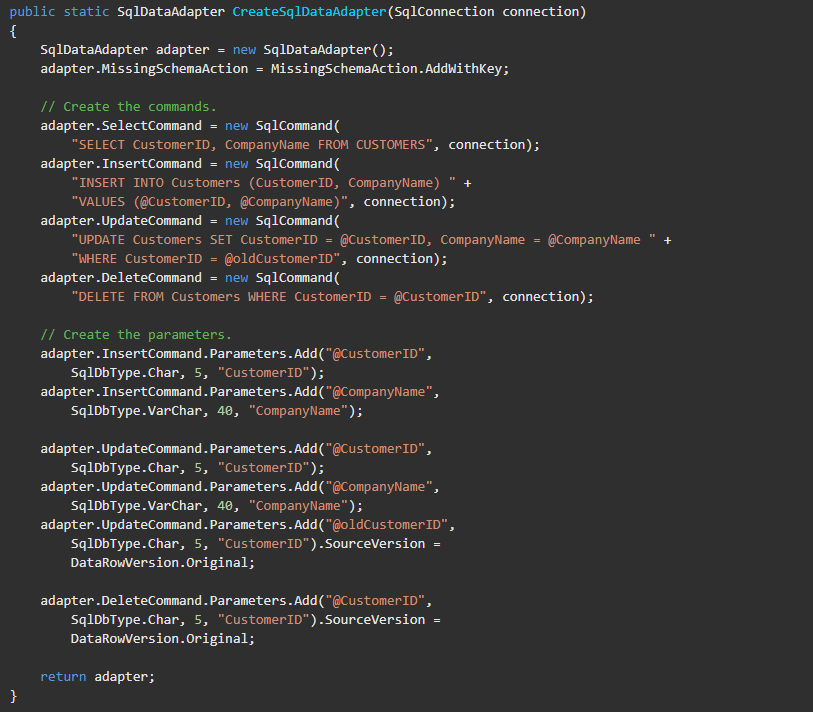 public static SqlDataAdapter CreateSqlDataAdapter(SqlConnection connection)
{
    SqlDataAdapter adapter = new SqlDataAdapter();
    adapter.MissingSchemaAction = MissingSchemaAction.AddWithKey;

    // Create the commands.
    adapter.SelectCommand = new SqlCommand(
        "SELECT CustomerID, CompanyName FROM CUSTOMERS", connection);
    adapter.InsertCommand = new SqlCommand(
        "INSERT INTO Customers (CustomerID, CompanyName) " +
        "VALUES (@CustomerID, @CompanyName)", connection);
    adapter.UpdateCommand = new SqlCommand(
        "UPDATE Customers SET CustomerID = @CustomerID, CompanyName = @CompanyName " +
        "WHERE CustomerID = @oldCustomerID", connection);
    adapter.DeleteCommand = new SqlCommand(
        "DELETE FROM Customers WHERE CustomerID = @CustomerID", connection);

    // Create the parameters.
    adapter.InsertCommand.Parameters.Add("@CustomerID",
        SqlDbType.Char, 5, "CustomerID");
    adapter.InsertCommand.Parameters.Add("@CompanyName",
        SqlDbType.VarChar, 40, "CompanyName");

    adapter.UpdateCommand.Parameters.Add("@CustomerID",
        SqlDbType.Char, 5, "CustomerID");
    adapter.UpdateCommand.Parameters.Add("@CompanyName",
        SqlDbType.VarChar, 40, "CompanyName");
    adapter.UpdateCommand.Parameters.Add("@oldCustomerID",
        SqlDbType.Char, 5, "CustomerID").SourceVersion =
        DataRowVersion.Original;

    adapter.DeleteCommand.Parameters.Add("@CustomerID",
        SqlDbType.Char, 5, "CustomerID").SourceVersion =
        DataRowVersion.Original;

    return adapter;
}